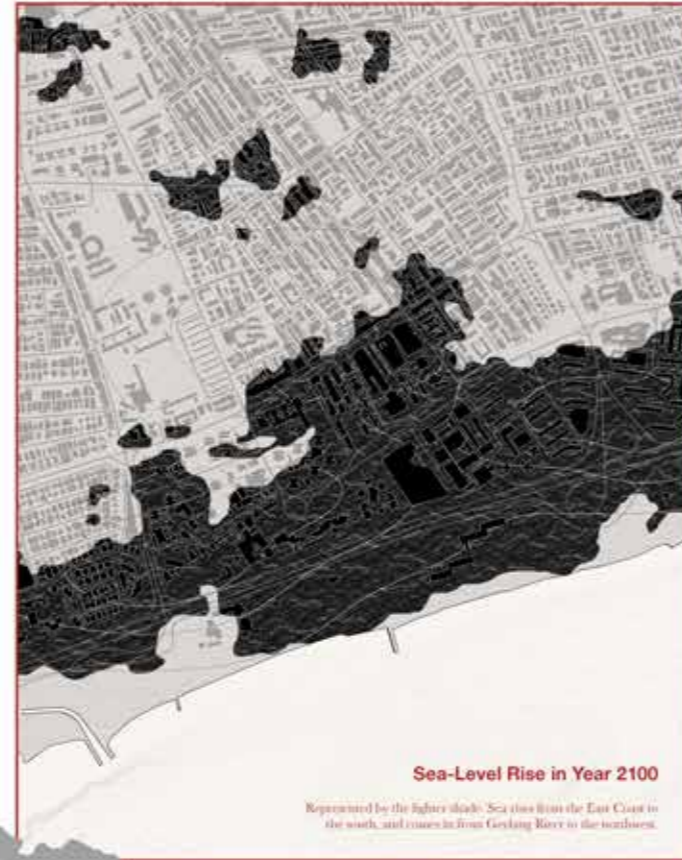 Sea-Level Rise in Year 2100
Represented by the lighter shade. Sea rises from the East Coast to
the south, and comes in from Geylang River to the northwest.